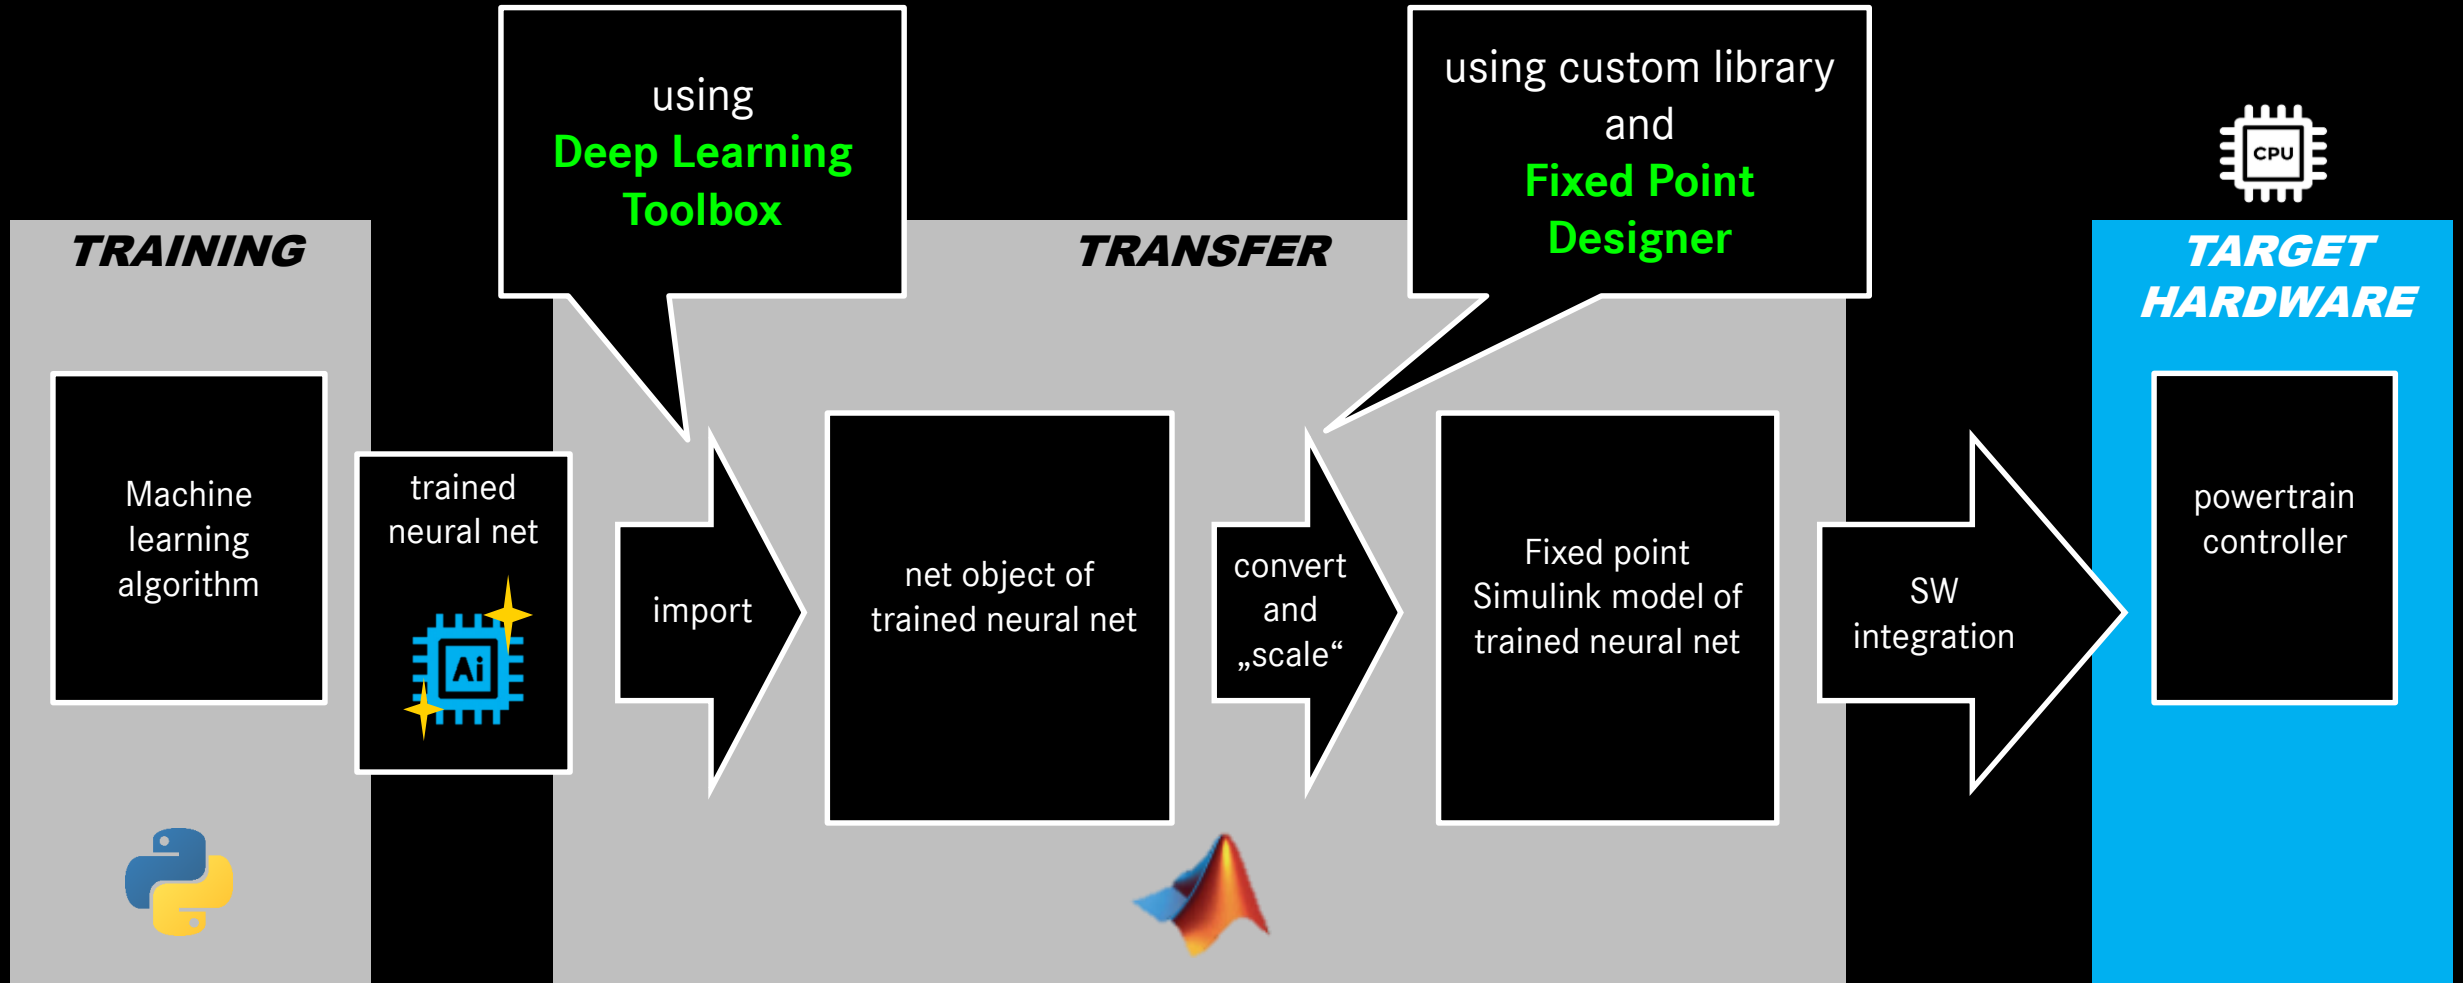 using
Deep Learning
Toolbox
using custom library
and
Fixed Point
Designer
CPU
TRAINING
TRANSFER
TARGET
HARDWARE
Machine
learning
algorithm
trained
neural net
Ai
import
net object of
trained neural net
convert
and
„scale“
Fixed point
Simulink model of
trained neural net
SW
integration
powertrain
controller